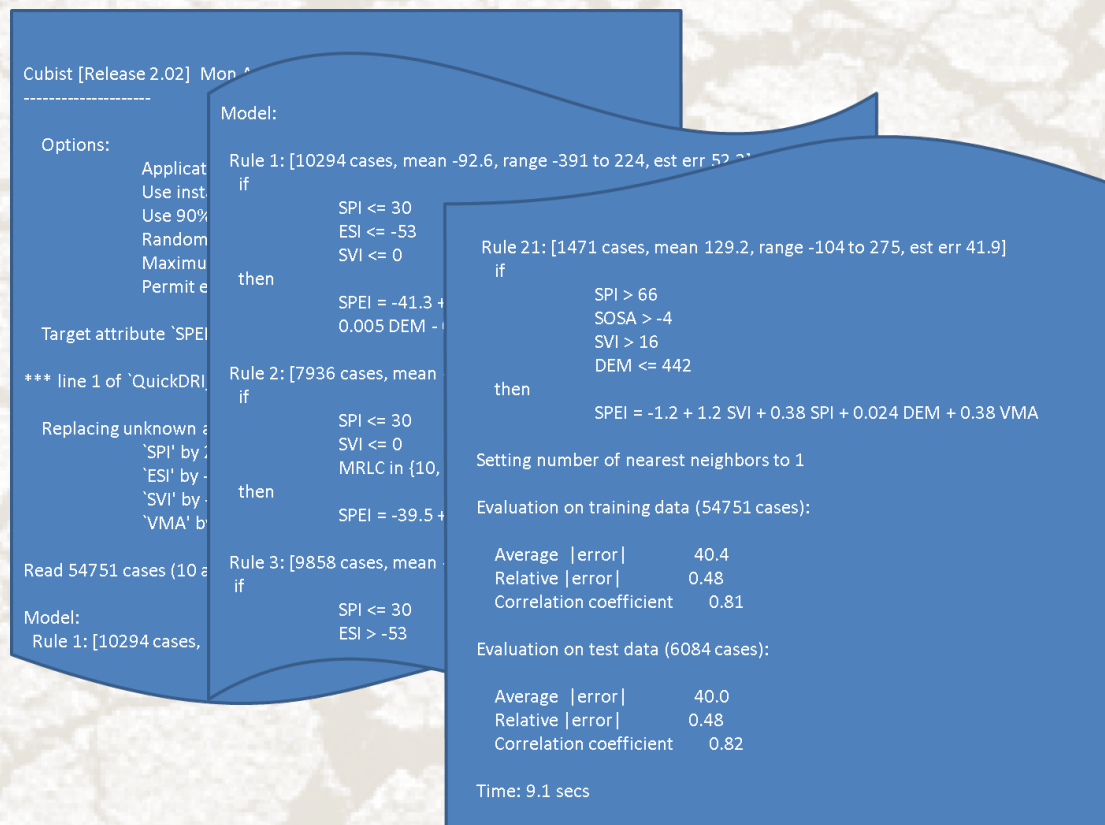 Cubist [Release 2.02] Mon
---------------------
Options:
Use
Use 90%
Random
Permit
Target attribute `SPEI
*** line 1 of `QuickDRI
Replacing unknown
`SPI' by
`ESI' by -
`SVI' by -
`VMA'
Read 54751 cases (10
Model:
Rule 1: [10294 cases,
Model:
Rule 1: [10294 cases, mean -92.6, range -391 to 224, est err
if
SPI <= 30
ESI <= -53
SVI <= 0
then
SPEI = -41.3 +
0.005 DEM -
Rule 2: [7936 cases, mean
if
SPI <= 30
SVI <= 0
MRLC in {10,
then
SPEI = -39.5 +
Rule 3: [9858 cases, mean
if
SPI <= 30
ESI > -53
Rule 21: [1471 cases, mean 129.2, range -104 to 275, est err 41.9]
if
SPI > 66
SOSA > -4
SVI > 16
DEM <= 442
then
SPEI = -1.2 + 1.2 SVI + 0.38 SPI + 0.024 DEM + 0.38 VMA
Setting number of nearest neighbors to 1
Evaluation on training data (54751 cases):
Average |error| 40.4
Relative |error| 0.48
Correlation coefficient 0.81
Evaluation on test data (6084 cases):
Average |error| 40.0
Relative |error| 0.48
Correlation coefficient 0.82
Time: 9.1 secs